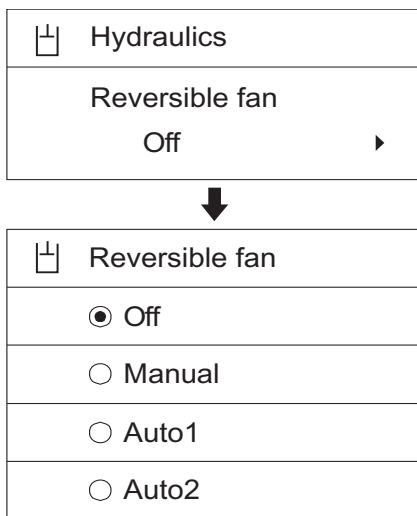 Hydraulics
Reversible fan
Off
Reversible fan
Off
Manual
Auto1
Auto2